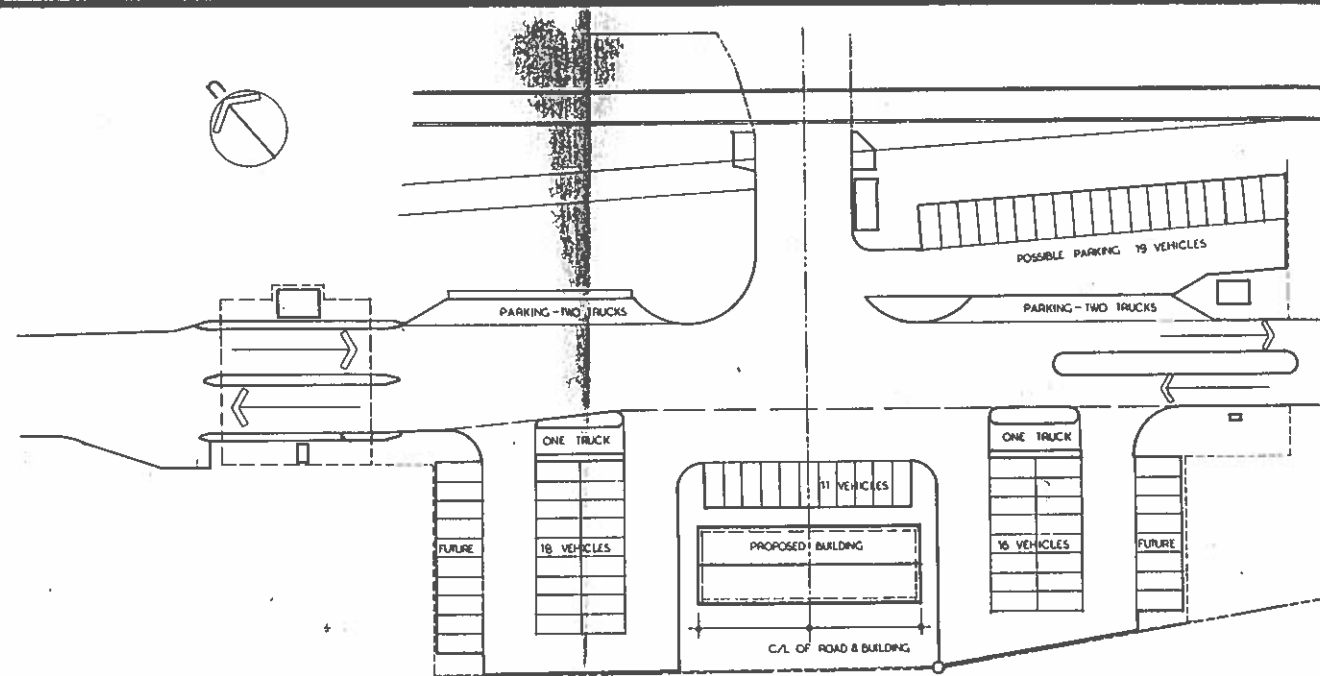 n
POSSIBLE PARKING 19 VEHICLES
PARKING - TWO TRUCKS
PARKING - TWO TRUCKS
ONE TRUCK
ONE TRUCK
11 VEHICLES
FUTURE
18 VEHICLES
PROPOSED BUILDING
16 VEHICLES
FUTURE
C/L OF ROAD & BUILDING